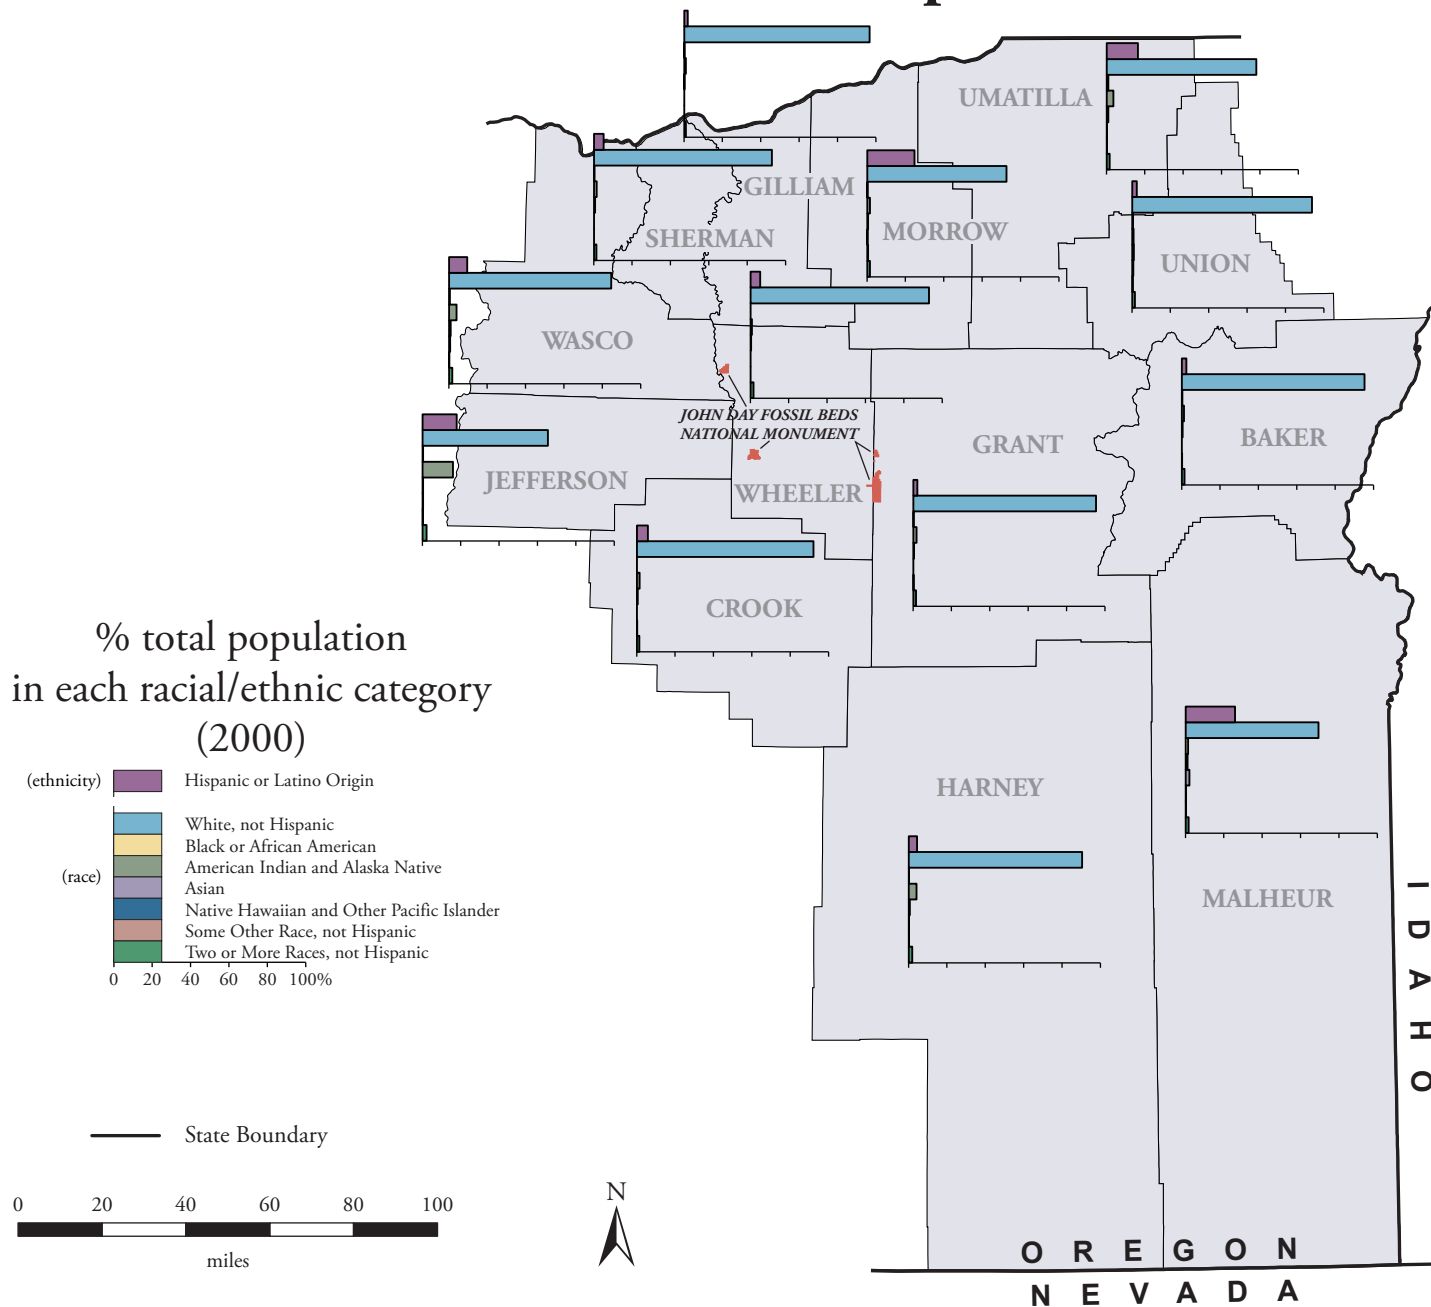 UMATILLA
GILLIAM
SHERMAN
MORROW
UNION
WASCO
JOHN DAY FOSSIL BEDS
NATIONAL MONUMENT
GRANT
BAKER
JEFFERSON
WHEELER
CROOK
% total population
in each racial/ethnic category
(2000)
(ethnicity) Hispanic or Latino Origin
White, not Hispanic
Black or African American
(race) American Indian and Alaska Native
Asian
Native Hawaiian and Other Pacific Islander
Some Other Race, not Hispanic
Two or More Races, not Hispanic
0 20 40 60 80 100%
HARNEY
MALHEUR
IDAHO
State Boundary
0 20 40 60 80 100
miles
N
OREGON
NEVADA